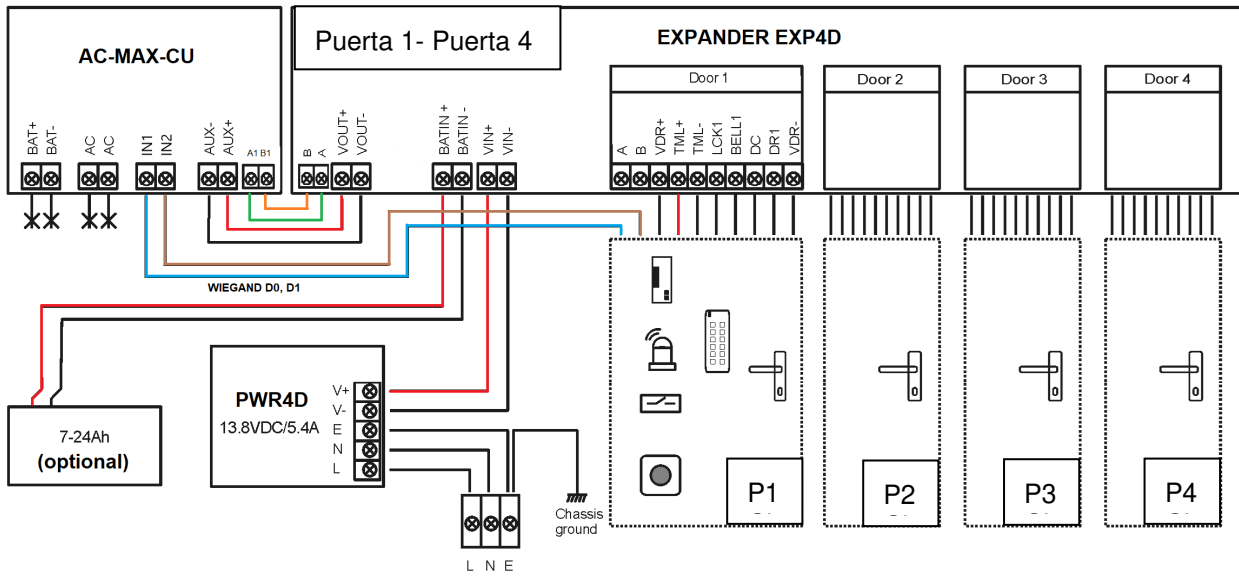 AC-MAX-CU
Puerta 1- Puerta 4
EXPANDER EXP4D
Door 1
Door 2
Door 3
Door 4
BAT+
BAT-
AC
AC
IN1
IN2
AUX-
AUX+
A1 B1
B
A
VOUT+
VOUT-
BATIN +
BATIN -
VIN+
VIN-
A
B
VDR+
TML+
TML-
LCK1
BELL1
DC
DR1
VDR-
WIEGAND D0, D1
PWR4D
13.8VDC/5.4A
V+
V-
E
N
L
7-24Ah
(optional)
Chassis
ground
L N E
P1
P2
P3
P4